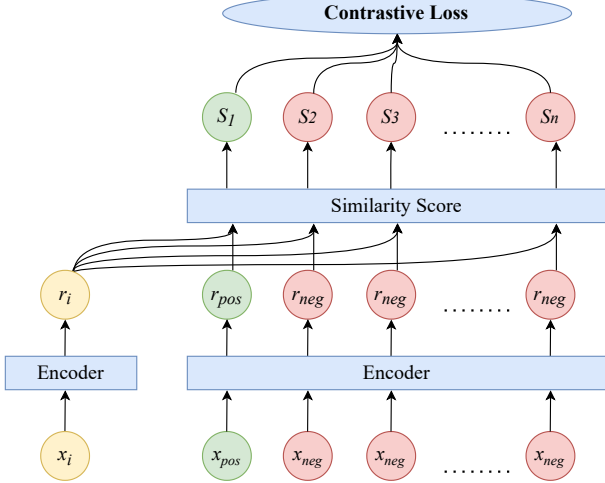 Contrastive Loss
S1 S2 S3 ........ Sn
Similarity Score
ri rpos rneg rneg ........ rneg
Encoder Encoder
xi xpos xneg xneg ........ xneg